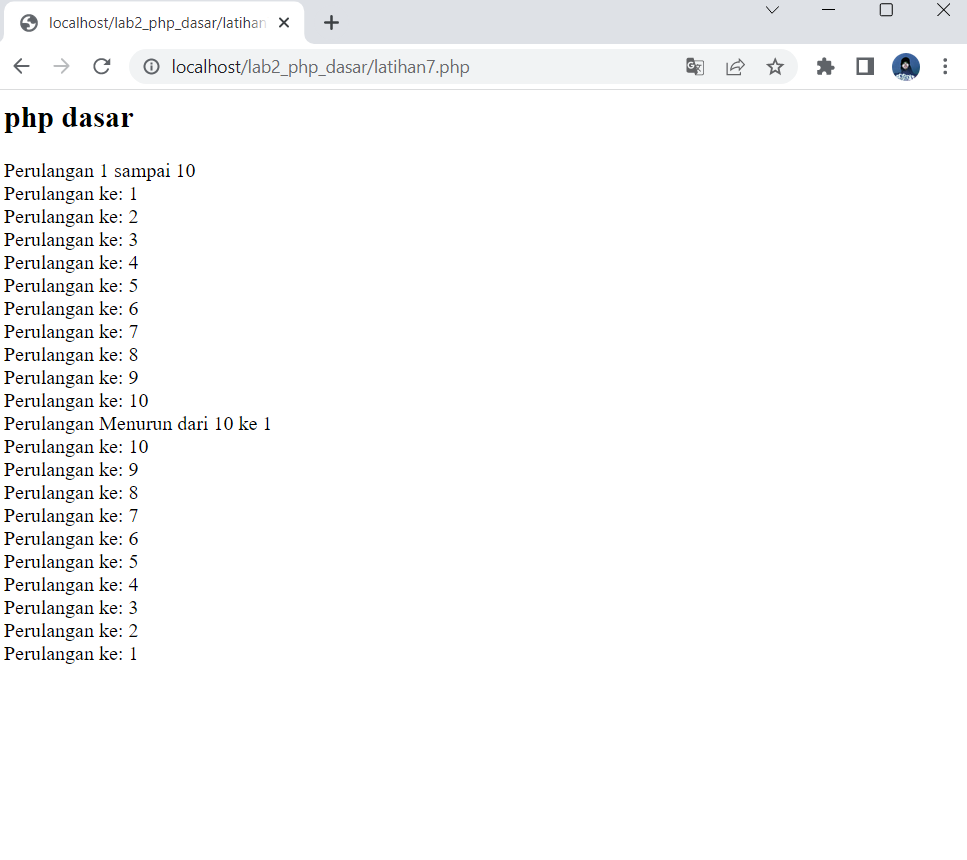 localhost/lab2_php_dasar/latihan
localhost/lab2_php_dasar/latihan7.php
php dasar
Perulangan 1 sampai 10
Perulangan ke: 1
Perulangan ke: 2
Perulangan ke: 3
Perulangan ke: 4
Perulangan ke: 5
Perulangan ke: 6
Perulangan ke: 7
Perulangan ke: 8
Perulangan ke: 9
Perulangan ke: 10
Perulangan Menurun dari 10 ke 1
Perulangan ke: 10
Perulangan ke: 9
Perulangan ke: 8
Perulangan ke: 7
Perulangan ke: 6
Perulangan ke: 5
Perulangan ke: 4
Perulangan ke: 3
Perulangan ke: 2
Perulangan ke: 1